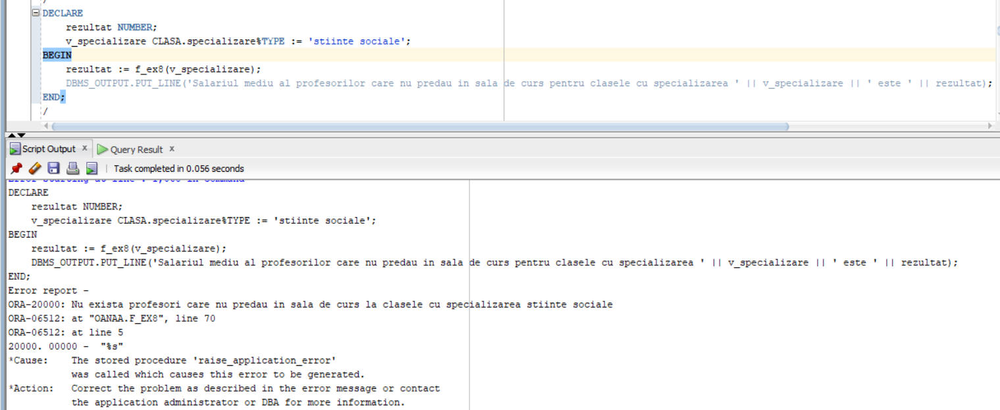 /
DECLARE
    rezultat NUMBER;
    v_specializare CLASA.specializare%TYPE := 'stiinte sociale';
BEGIN
    rezultat := f_ex8(v_specializare);
    DBMS_OUTPUT.PUT_LINE('Salariul mediu al profesorilor care nu predau in sala de curs pentru clasele cu specializarea ' || v_specializare || ' este ' || rezultat);
END;
/
Script Output x Query Result x
Task completed in 0.056 seconds
Error starting at line : in command
DECLARE
    rezultat NUMBER;
    v_specializare CLASA.specializare%TYPE := 'stiinte sociale';
BEGIN
    rezultat := f_ex8(v_specializare);
    DBMS_OUTPUT.PUT_LINE('Salariul mediu al profesorilor care nu predau in sala de curs pentru clasele cu specializarea ' || v_specializare || ' este ' || rezultat);
END;
Error report -
ORA-20000: Nu exista profesori care nu predau in sala de curs la clasele cu specializarea stiinte sociale
ORA-06512: at "OANAA.F_EX8", line 70
ORA-06512: at line 5
20000. 00000 -  "%s"
*Cause:    The stored procedure 'raise_application_error'
           was called which causes this error to be generated.
*Action:   Correct the problem as described in the error message or contact
           the application administrator or DBA for more information.